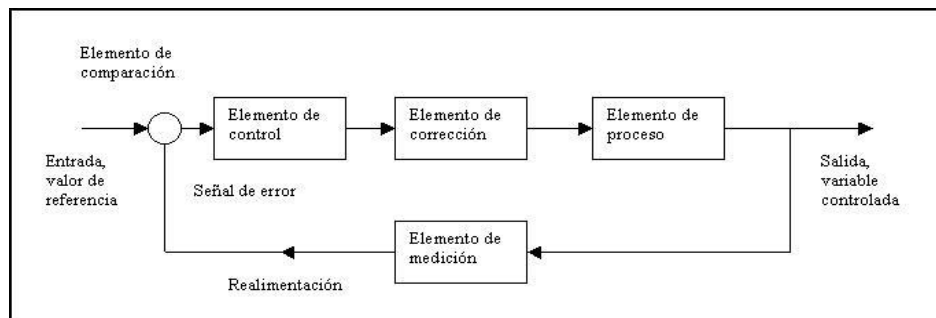 Elemento de
comparación
Elemento de
control
Elemento de
corrección
Elemento de
proceso
Entrada,
valor de
referencia
Señal de error
Salida,
variable
controlada
Elemento de
medición
Realimentación